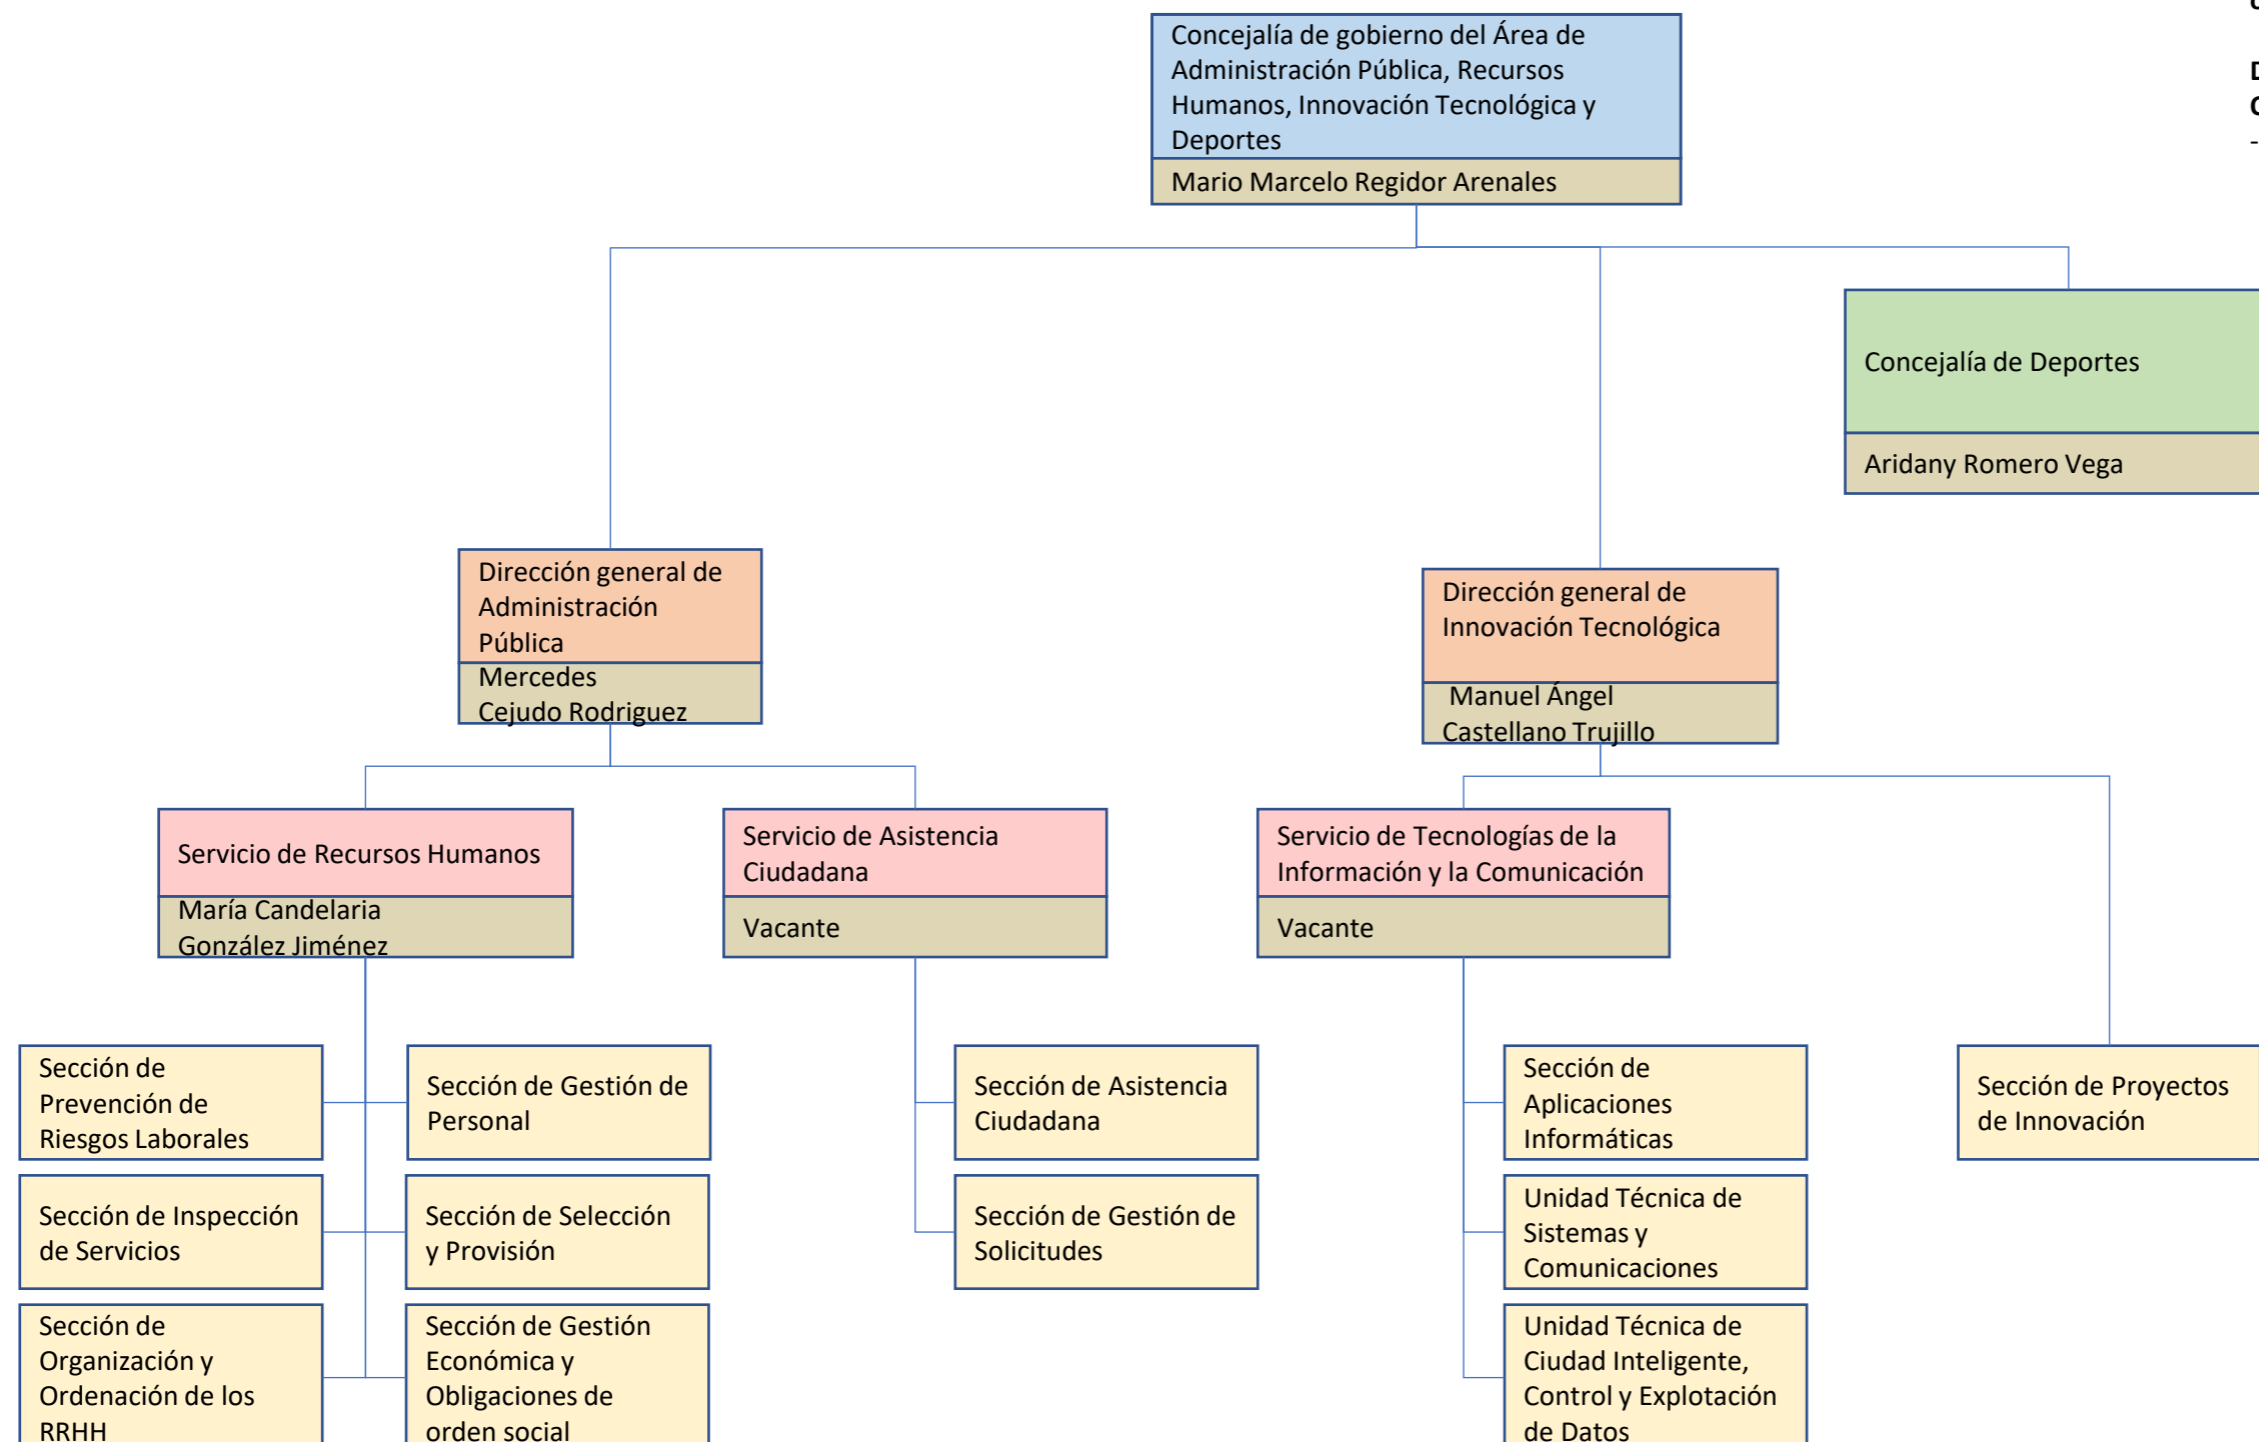 Concejalía de gobierno del Área de
Administración Pública, Recursos
Humanos, Innovación Tecnológica y
Deportes
Mario Marcelo Regidor Arenales
Concejalía de Deportes
Aridany Romero Vega
Dirección general de
Administración
Pública
Mercedes
Cejudo Rodriguez
Dirección general de
Innovación Tecnológica
Manuel Ángel
Castellano Trujillo
Servicio de Recursos Humanos
María Candelaria
González Jiménez
Servicio de Asistencia
Ciudadana
Vacante
Servicio de Tecnologías de la
Información y la Comunicación
Vacante
Sección de
Prevención de
Riesgos Laborales
Sección de Gestión de
Personal
Sección de Asistencia
Ciudadana
Sección de
Aplicaciones
Informáticas
Sección de Proyectos
de Innovación
Sección de Inspección
de Servicios
Sección de Selección
y Provisión
Sección de Gestión de
Solicitudes
Unidad Técnica de
Sistemas y
Comunicaciones
Sección de
Organización y
Ordenación de los
RRHH
Sección de Gestión
Económica y
Obligaciones de
orden social
Unidad Técnica de
Ciudad Inteligente,
Control y Explotación
de Datos